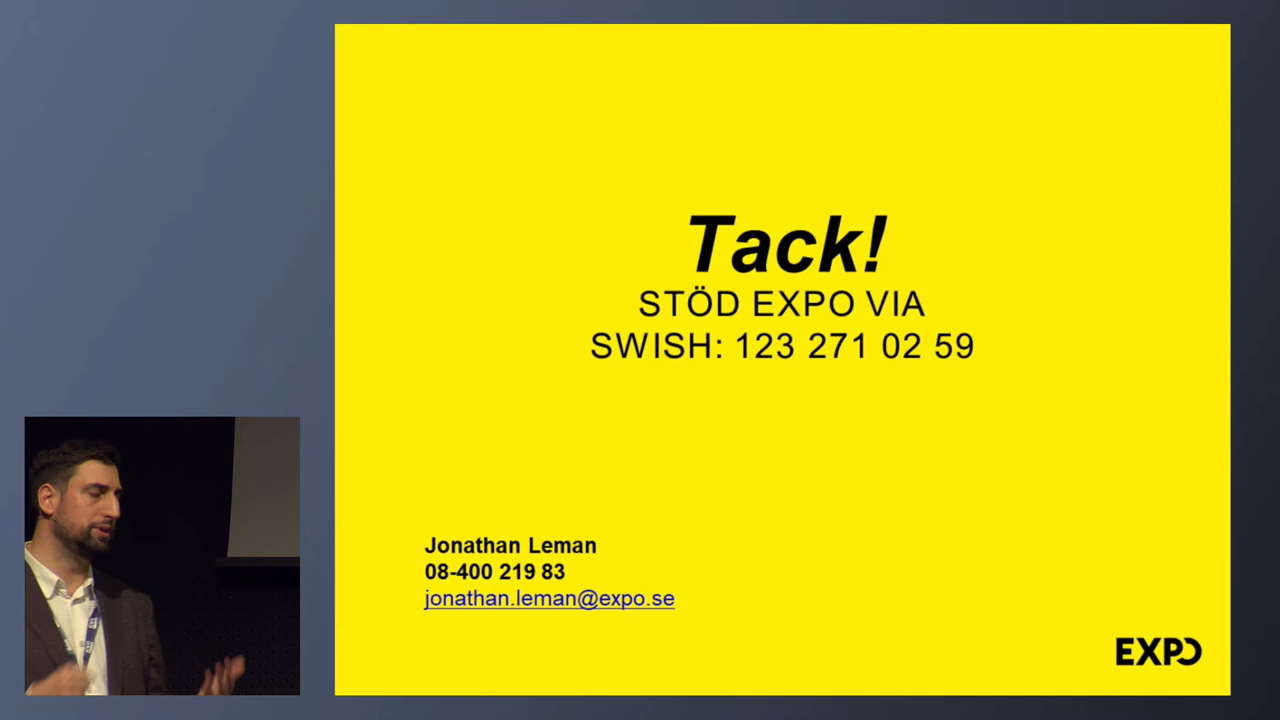 Tack!
STÖD EXPO VIA
SWISH: 123 271 02 59
Jonathan Leman
08-400 219 83
jonathan.leman@expo.se
EXPO